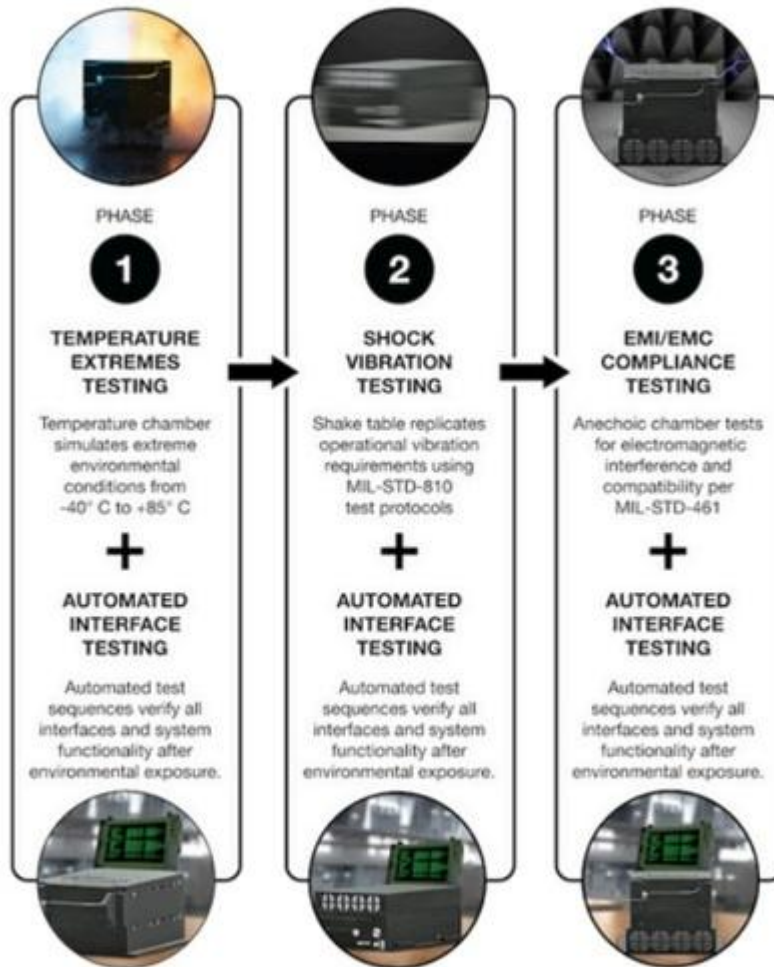 PHASE
1
TEMPERATURE
EXTREMES
TESTING
Temperature chamber
simulates extreme
environmental
conditions from
-40° C to +85° C
+
AUTOMATED
INTERFACE
TESTING
Automated test
sequences verify all
interfaces and system
functionality after
environmental exposure.
PHASE
2
SHOCK
VIBRATION
TESTING
Shake table replicates
operational vibration
requirements using
MIL-STD-810
test protocols
+
AUTOMATED
INTERFACE
TESTING
Automated test
sequences verify all
interfaces and system
functionality after
environmental exposure.
PHASE
3
EMI/EMC
COMPLIANCE
TESTING
Anechoic chamber tests
for electromagnetic
interference and
compatibility per
MIL-STD-461
+
AUTOMATED
INTERFACE
TESTING
Automated test
sequences verify all
interfaces and system
functionality after
environmental exposure.